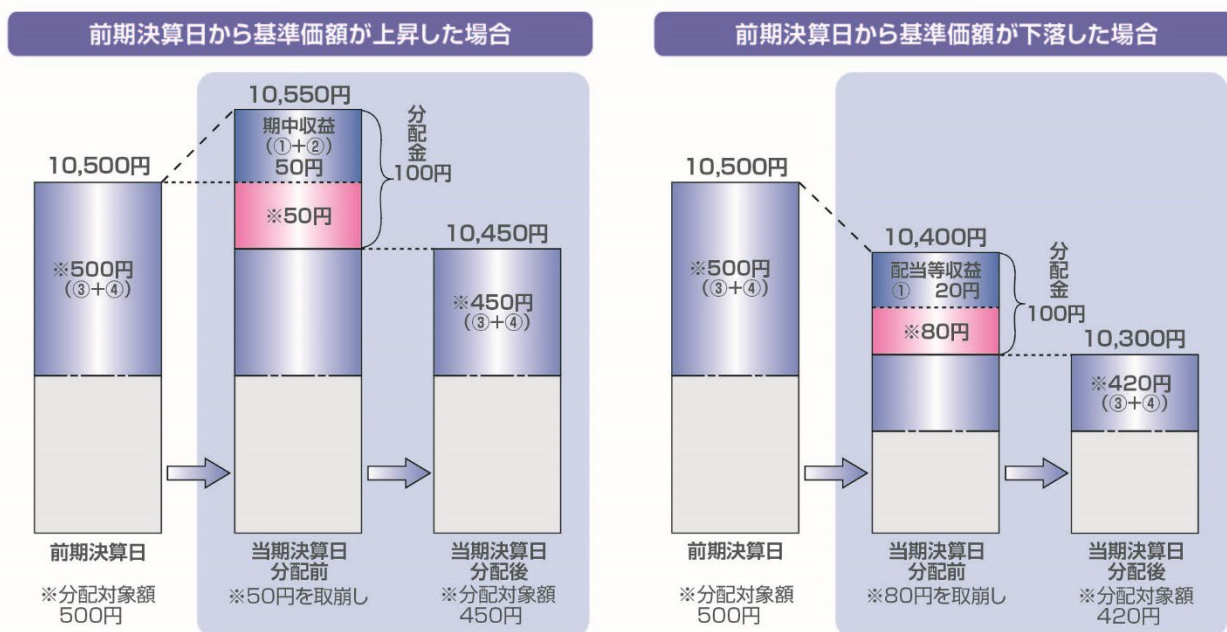 前期決算日から基準価額が上昇した場合
10,550円
期中収益
(①+②)
50円
※50円
分配金
100円
10,500円
※500円
(③+④)
10,450円
※450円
(③+④)
前期決算日
当期決算日
分配前
当期決算日
分配後
※分配対象額
500円
※50円を取崩し
※分配対象額
450円
前期決算日から基準価額が下落した場合
10,500円
※500円
(③+④)
10,400円
配当等収益
① 20円
※80円
分配金
100円
10,300円
※420円
(③+④)
前期決算日
当期決算日
分配前
当期決算日
分配後
※分配対象額
500円
※80円を取崩し
※分配対象額
420円